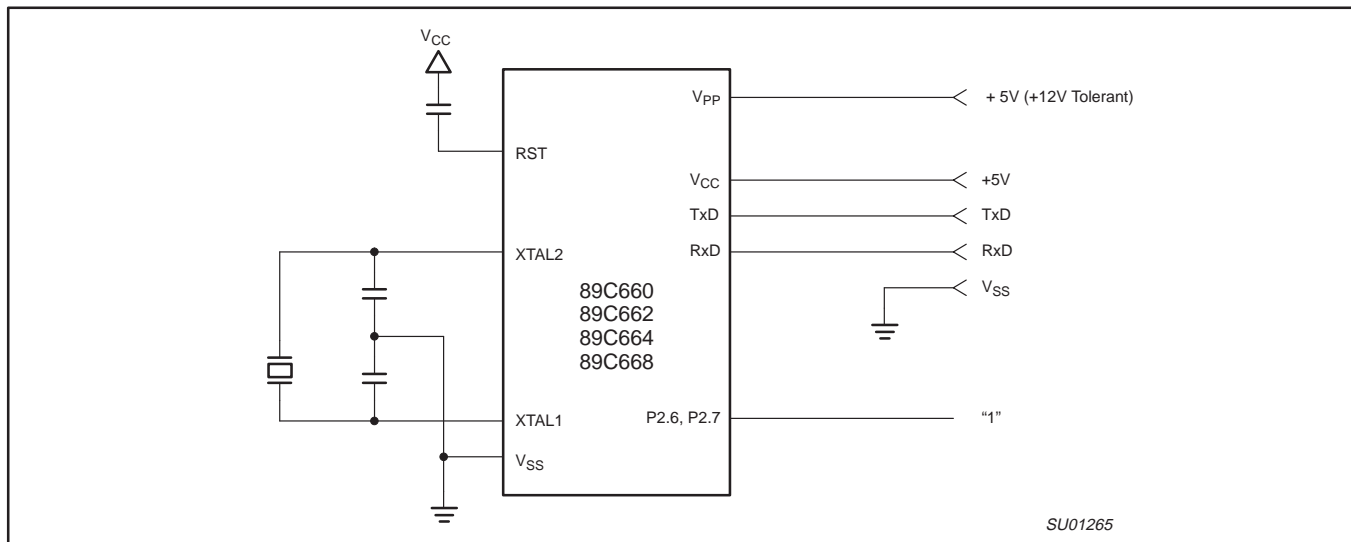 VCC
VPP
+ 5V (+12V Tolerant)
RST
VCC
+5V
TxD
TxD
XTAL2
RxD
RxD
89C660
89C662
89C664
89C668
VSS
XTAL1
P2.6, P2.7
“1”
VSS
SU01265